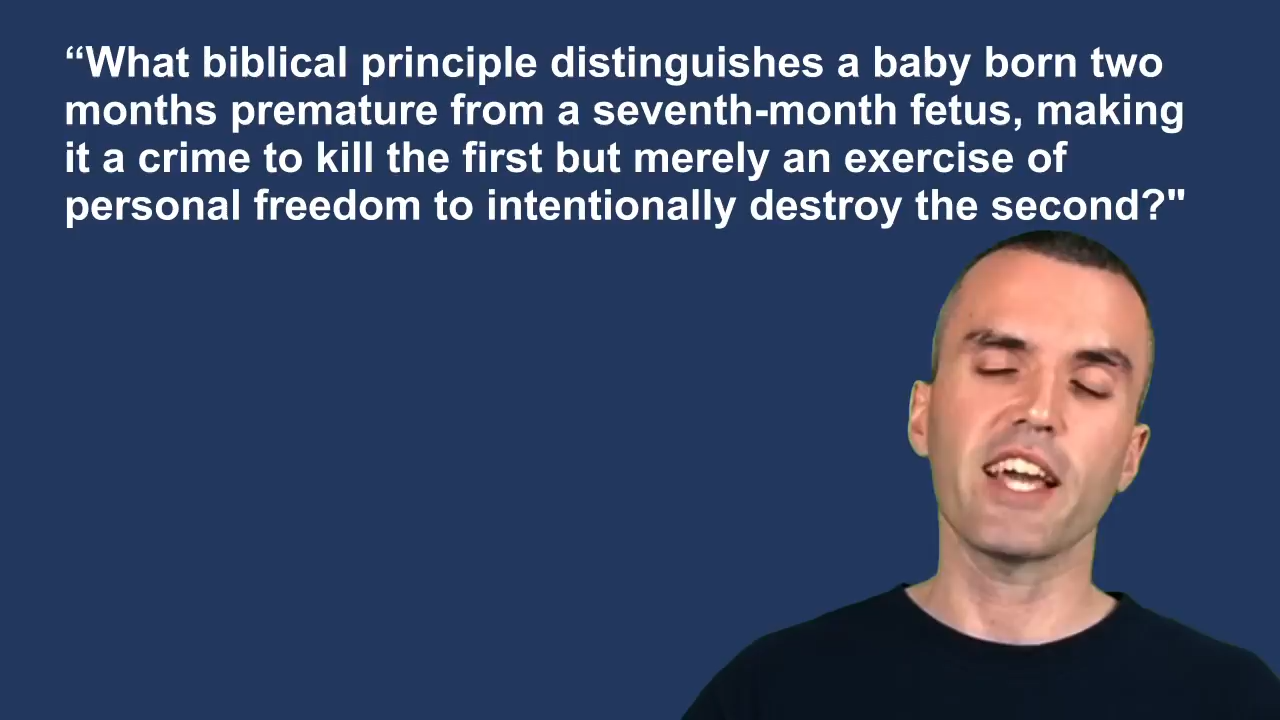 “What biblical principle distinguishes a baby born two
months premature from a seventh-month fetus, making
it a crime to kill the first but merely an exercise of
personal freedom to intentionally destroy the second?"